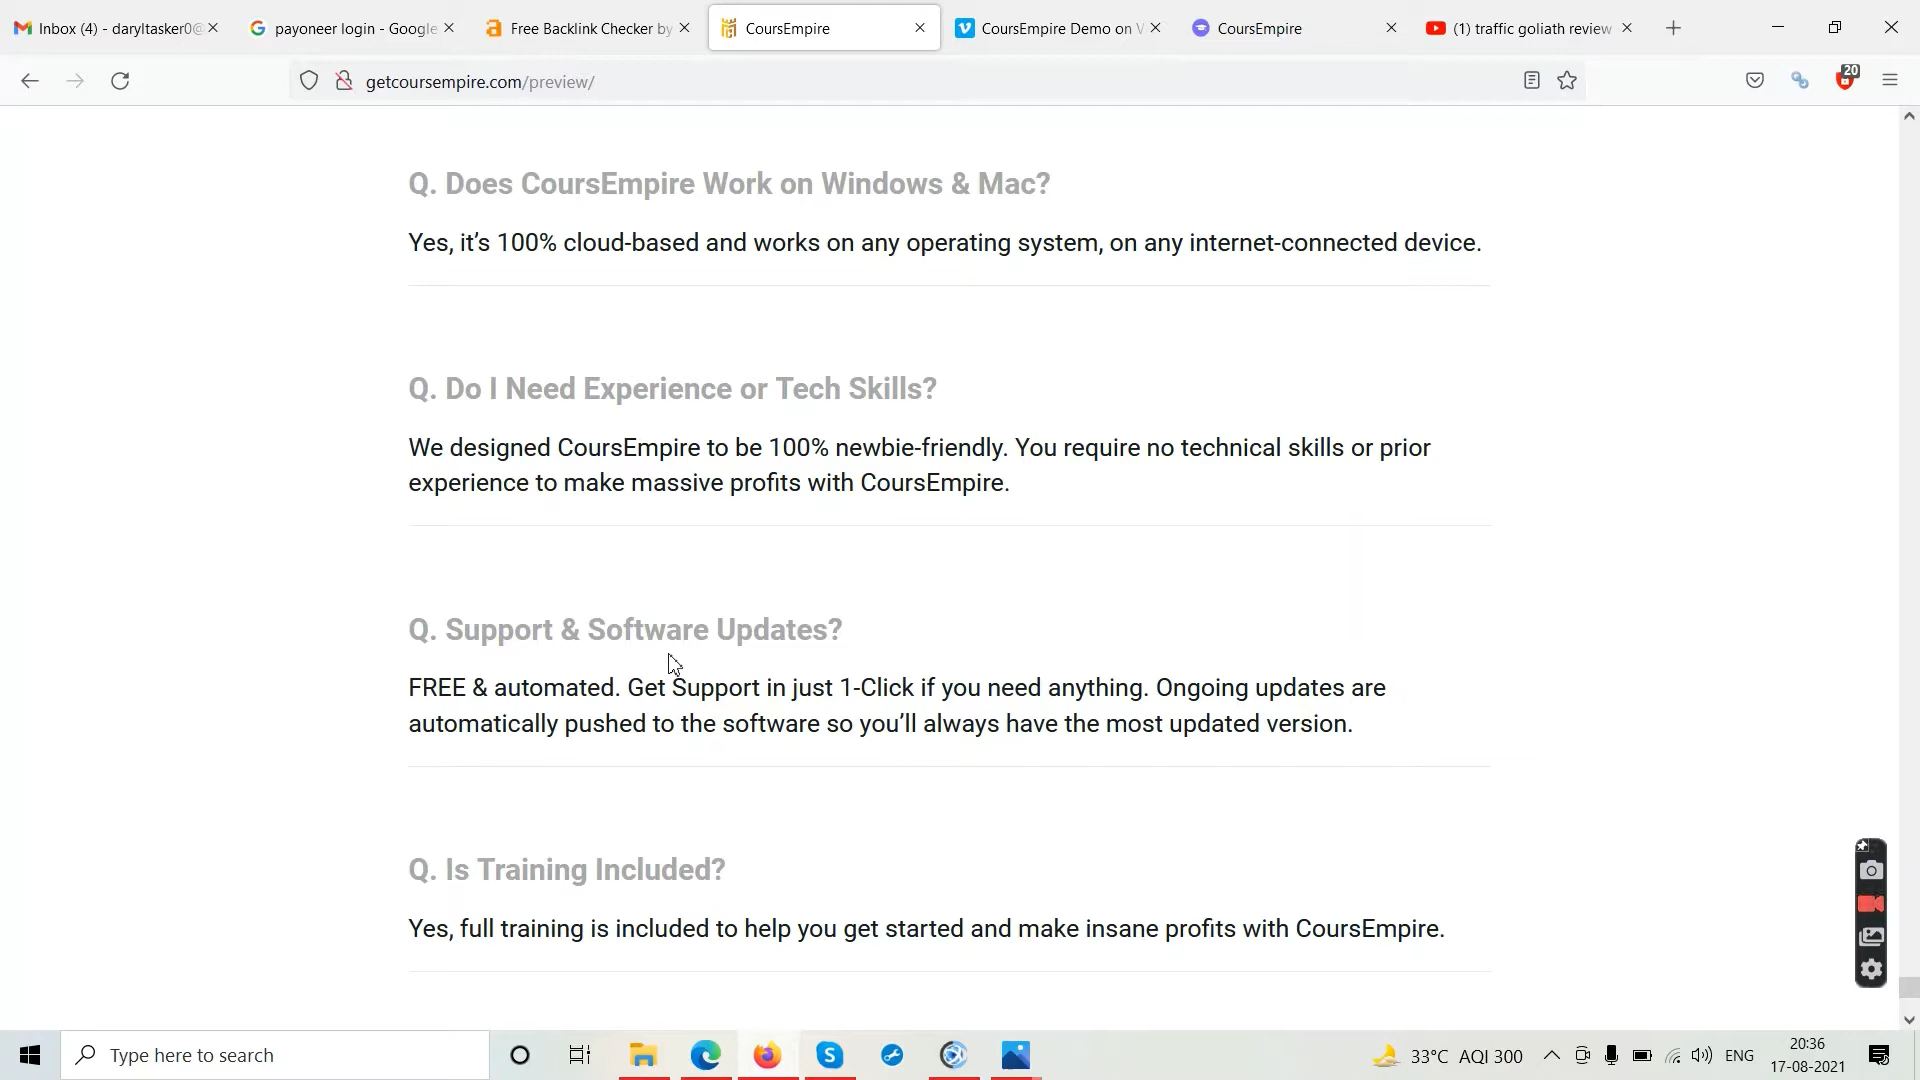 Inbox (4) - daryltasker0@
payoneer login - Google
Free Backlink Checker by
CoursEmpire
CoursEmpire Demo on V
CoursEmpire
(1) traffic goliath review
getcoursempire.com/preview/
20
Q. Does CoursEmpire Work on Windows & Mac?
Yes, it’s 100% cloud-based and works on any operating system, on any internet-connected device.
Q. Do I Need Experience or Tech Skills?
We designed CoursEmpire to be 100% newbie-friendly. You require no technical skills or prior
experience to make massive profits with CoursEmpire.
Q. Support & Software Updates?
FREE & automated. Get Support in just 1-Click if you need anything. Ongoing updates are
automatically pushed to the software so you’ll always have the most updated version.
Q. Is Training Included?
Yes, full training is included to help you get started and make insane profits with CoursEmpire.
Type here to search
33°C AQI 300
ENG
20:36
17-08-2021